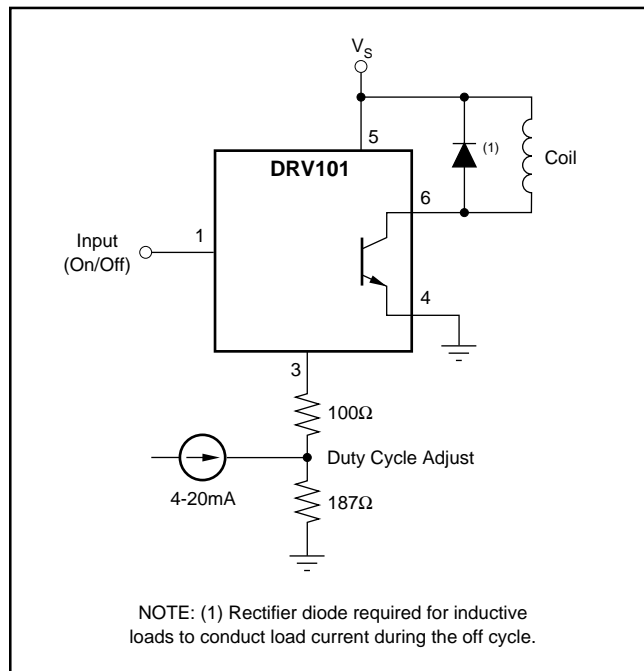 V_S
5
DRV101
(1)
Coil
6
Input
(On/Off)
1
4
3
100Ω
Duty Cycle Adjust
4-20mA
187Ω
NOTE: (1) Rectifier diode required for inductive
loads to conduct load current during the off cycle.